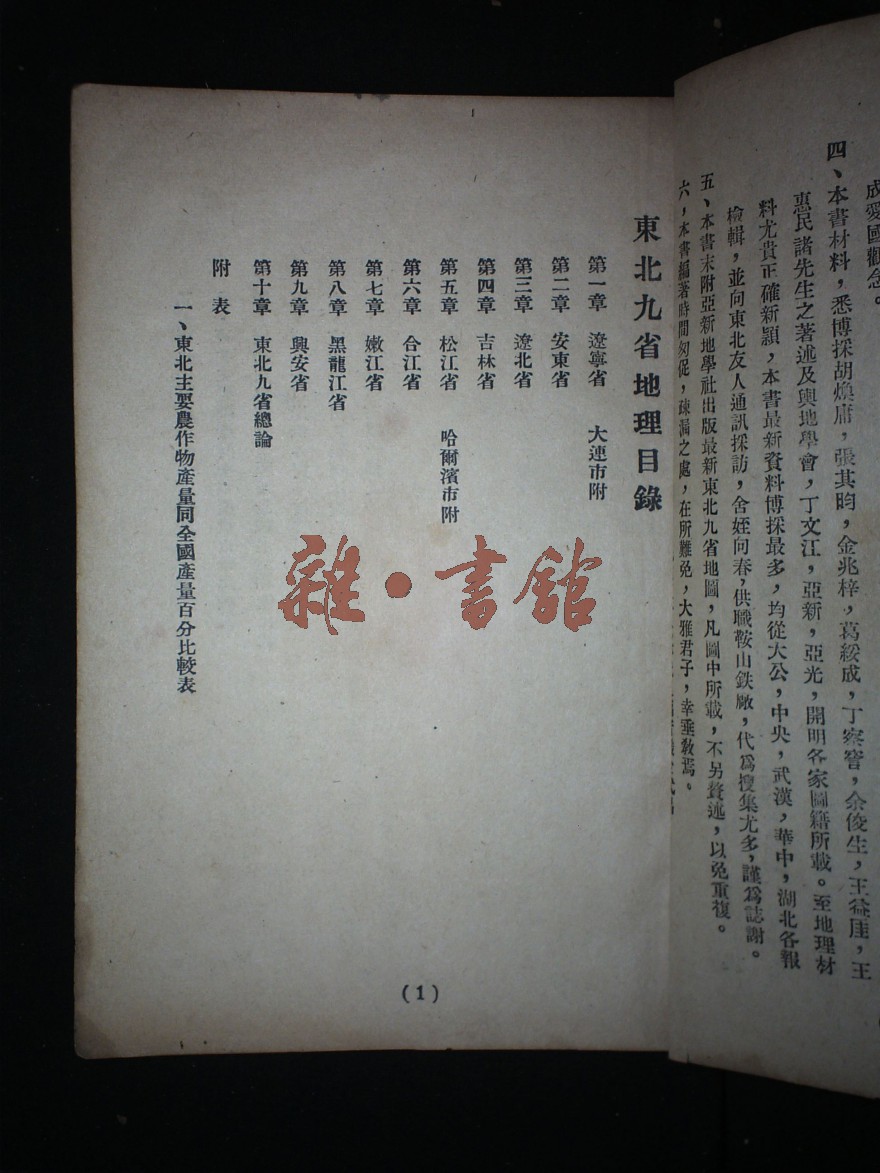 成愛國觀念。
四、本書材料，悉博採胡煥庸，張其昀，金兆梓，葛綏成，丁察盦，余俊生，王益厓，王
惠民諸先生之著述及輿地學會，丁文江，亞新，亞光，開明各家圖籍所載。至地理材
料尤貴正確新穎，本書最新資料博採最多，均從大公，中央，武漢，華中，湖北各報
檢輯，並向東北友人通訊採訪，舍姪向春，供職鞍山鉄廠，代爲搜集尤多，謹爲誌謝。
五、本書末附亞新地學社出版最新東北九省地圖，凡圖中所載，不另贅述，以免重復。
六，本書編著時間匆促，疎漏之處，在所難免，大雅君子，幸垂敎焉。
東北九省地理目錄
第一章 遼寧省 大連市附
第二章 安東省
第三章 遼北省
第四章 吉林省
第五章 松江省 哈爾濱市附
第六章 合江省
第七章 嫩江省
第八章 黑龍江省
第九章 興安省
第十章 東北九省總論
附 表
一、東北主要農作物產量同全國產量百分比較表
(1)
雜·書館